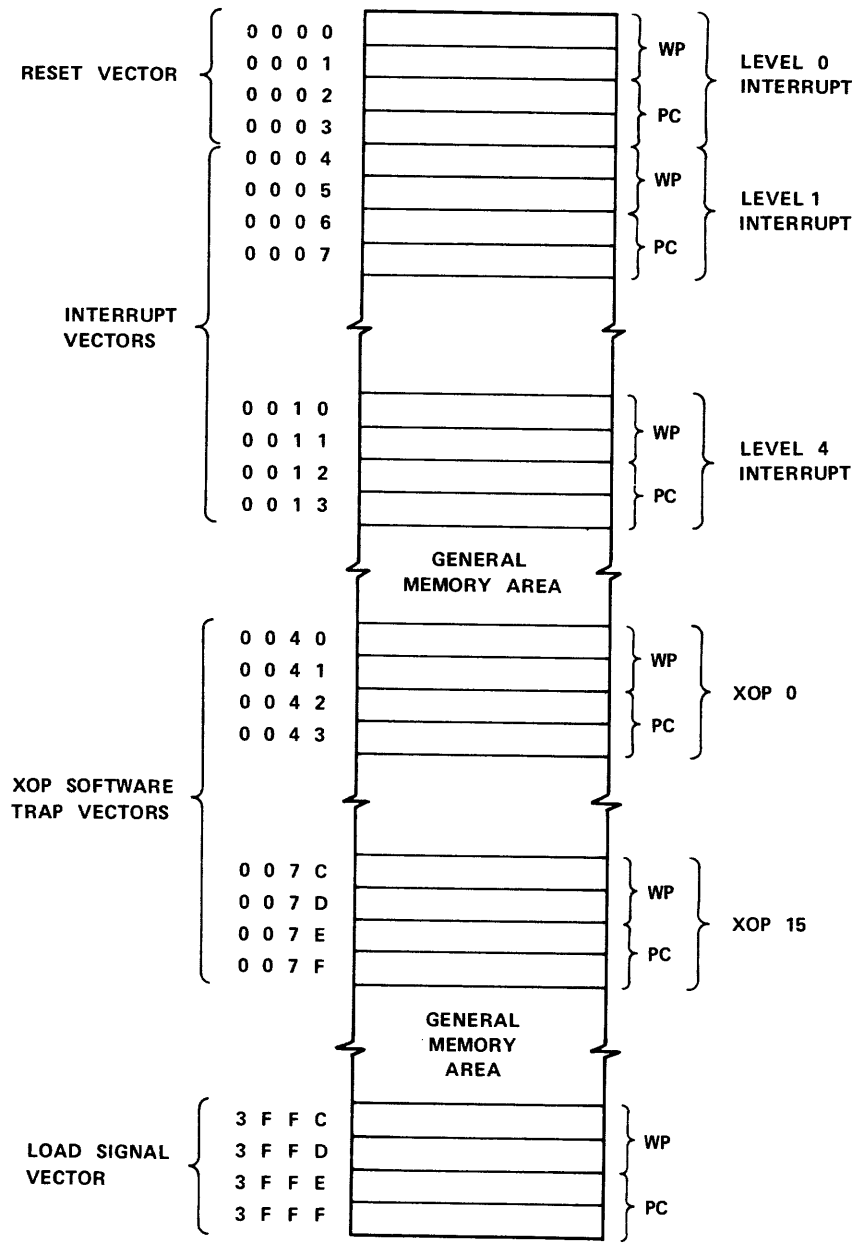 0 0 0 0
0 0 0 1
0 0 0 2
0 0 0 3
RESET VECTOR
WP
PC
LEVEL 0
INTERRUPT
0 0 0 4
0 0 0 5
0 0 0 6
0 0 0 7
WP
PC
LEVEL 1
INTERRUPT
INTERRUPT
VECTORS
0 0 1 0
0 0 1 1
0 0 1 2
0 0 1 3
WP
PC
LEVEL 4
INTERRUPT
GENERAL
MEMORY AREA
0 0 4 0
0 0 4 1
0 0 4 2
0 0 4 3
WP
PC
XOP 0
XOP SOFTWARE
TRAP VECTORS
0 0 7 C
0 0 7 D
0 0 7 E
0 0 7 F
WP
PC
XOP 15
GENERAL
MEMORY
AREA
3 F F C
3 F F D
3 F F E
3 F F F
LOAD SIGNAL
VECTOR
WP
PC